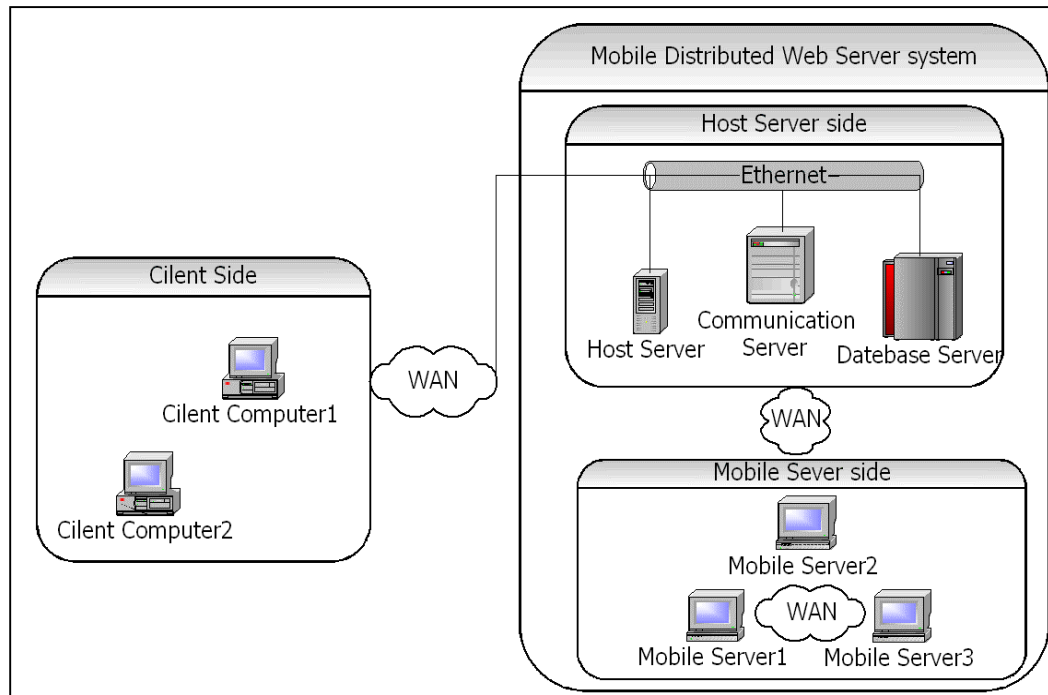 Mobile Distributed Web Server system
Host Server side
Ethernet
Host Server
Communication
Server
Datebase Server
Cilent Side
Cilent Computer1
Cilent Computer2
WAN
WAN
Mobile Sever side
Mobile Server2
WAN
Mobile Server1
Mobile Server3